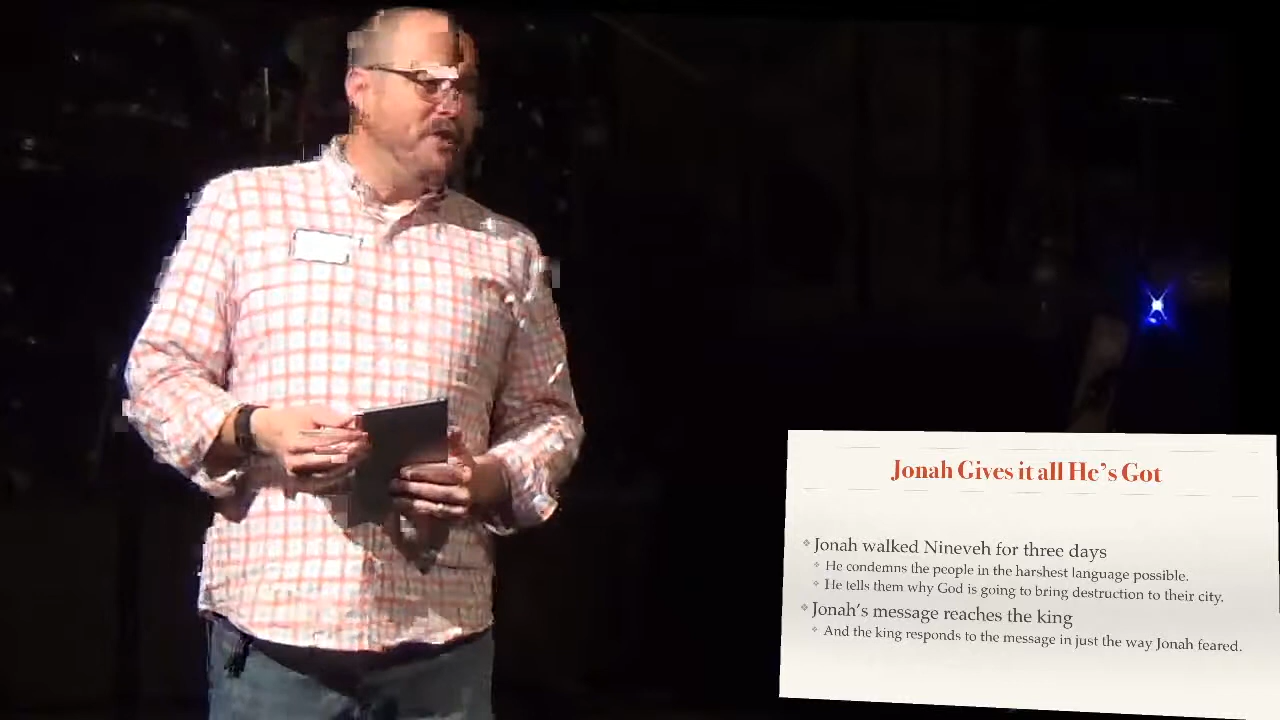 Jonah Gives it all He's Got
Jonah walked Nineveh for three days
He condemns the people in the harshest language possible.
He tells them why God is going to bring destruction to their city.
Jonah's message reaches the king
And the king responds to the message in just the way Jonah feared.